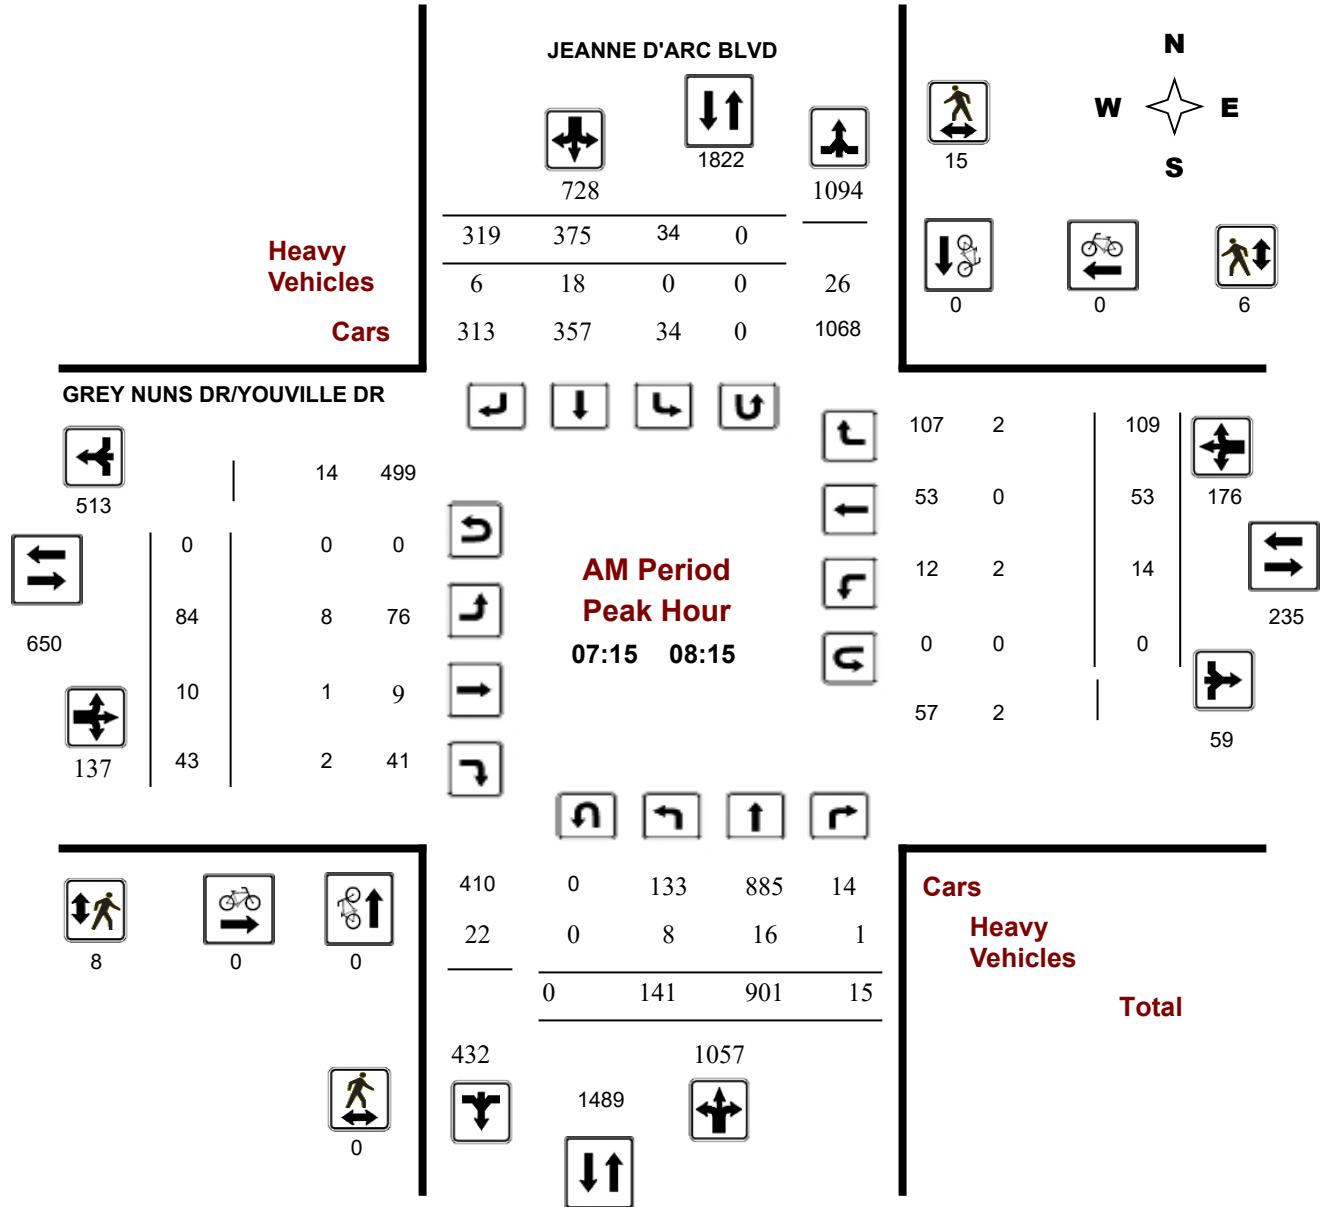 JEANNE D'ARC BLVD
N
W E
S
1822
15
728
1094
319 375 34 0
Heavy
Vehicles
6 18 0 0 26
0 0 6
Cars
313 357 34 0 1068
GREY NUNS DR/YOUVILLE DR
107 2 109
14 499
513
53 0 53 176
0 0 0
AM Period
12 2 14
Peak Hour
84 8 76
235
650
07:15 08:15
0 0 0
10 1 9
57 2
59
137
43 2 41
410 0 133 885 14
Cars
22 0 8 16 1
Heavy
Vehicles
8 0 0
0 141 901 15
Total
432 1057
1489
0